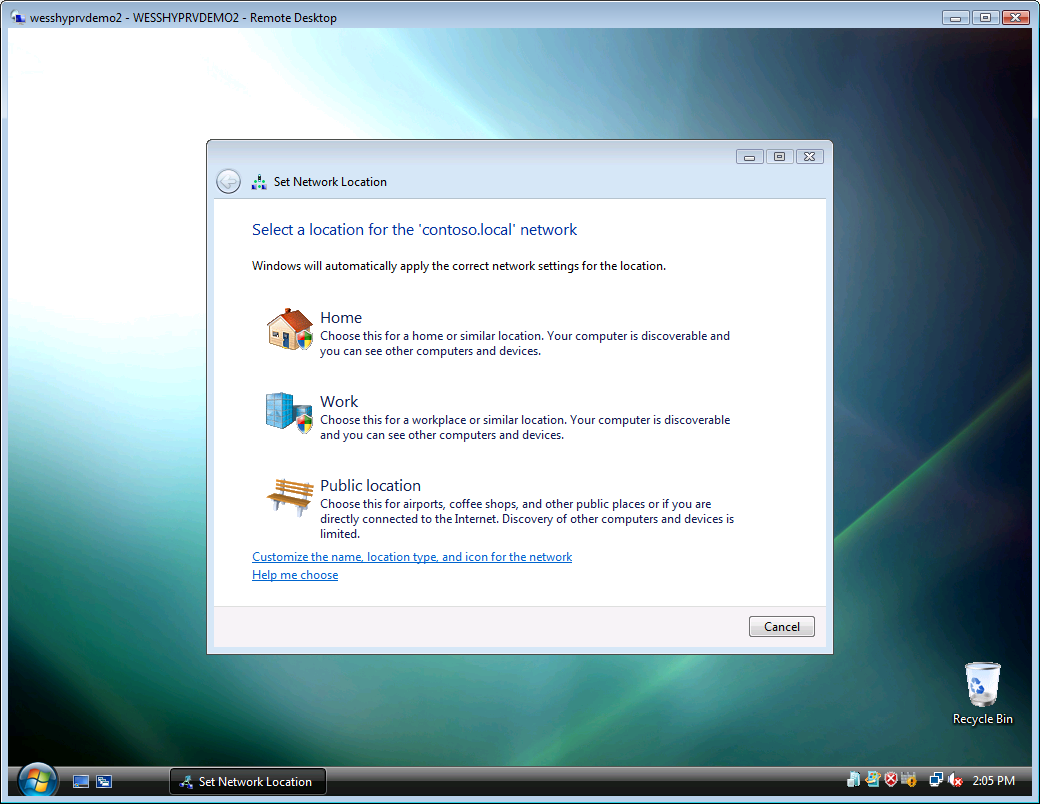 wesshyprvdemo2 - WESSHYPRVDEMO2 - Remote Desktop
Set Network Location
Select a location for the 'contoso.local' network
Windows will automatically apply the correct network settings for the location.
Home
Choose this for a home or similar location. Your computer is discoverable and
you can see other computers and devices.
Work
Choose this for a workplace or similar location. Your computer is discoverable
and you can see other computers and devices.
Public location
Choose this for airports, coffee shops, and other public places or if you are
directly connected to the Internet. Discovery of other computers and devices is
limited.
Customize the name, location type, and icon for the network
Help me choose
Cancel
Recycle Bin
Set Network Location
2:05 PM